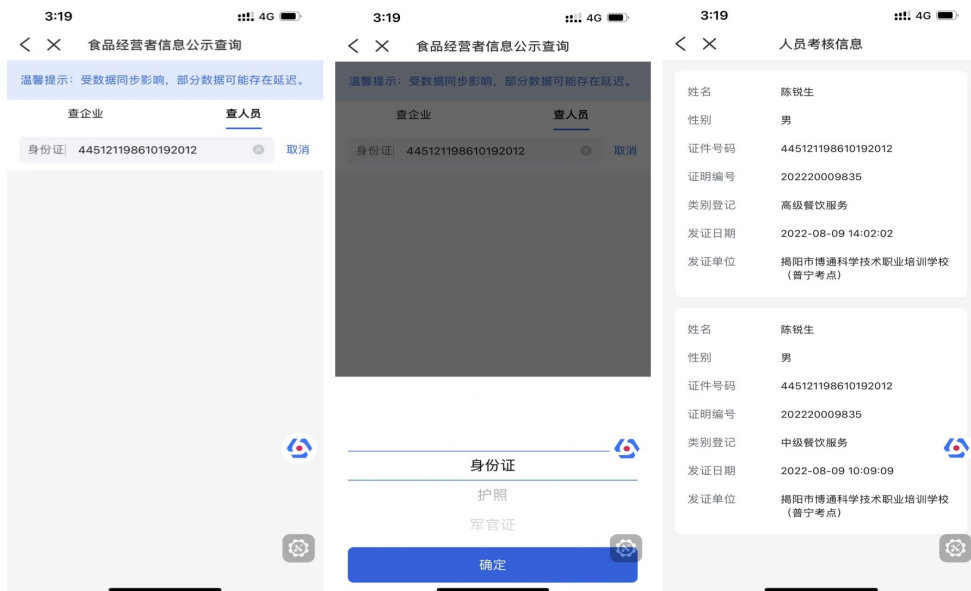 3:19
4G
食品经营者信息公示查询
温馨提示：受数据同步影响，部分数据可能存在延迟。
查企业
查人员
身份证
445121198610192012
取消
3:19
4G
食品经营者信息公示查询
温馨提示：受数据同步影响，部分数据可能存在延迟。
查企业
查人员
身份证
445121198610192012
取消
身份证
护照
军官证
确定
3:19
4G
人员考核信息
姓名 陈锐生
性别 男
证件号码 445121198610192012
证明编号 202220009835
类别登记 高级餐饮服务
发证日期 2022-08-09 14:02:02
发证单位 揭阳市博通科学技术职业培训学校
（普宁考点）
姓名 陈锐生
性别 男
证件号码 445121198610192012
证明编号 202220009835
类别登记 中级餐饮服务
发证日期 2022-08-09 10:09:09
发证单位 揭阳市博通科学技术职业培训学校
（普宁考点）